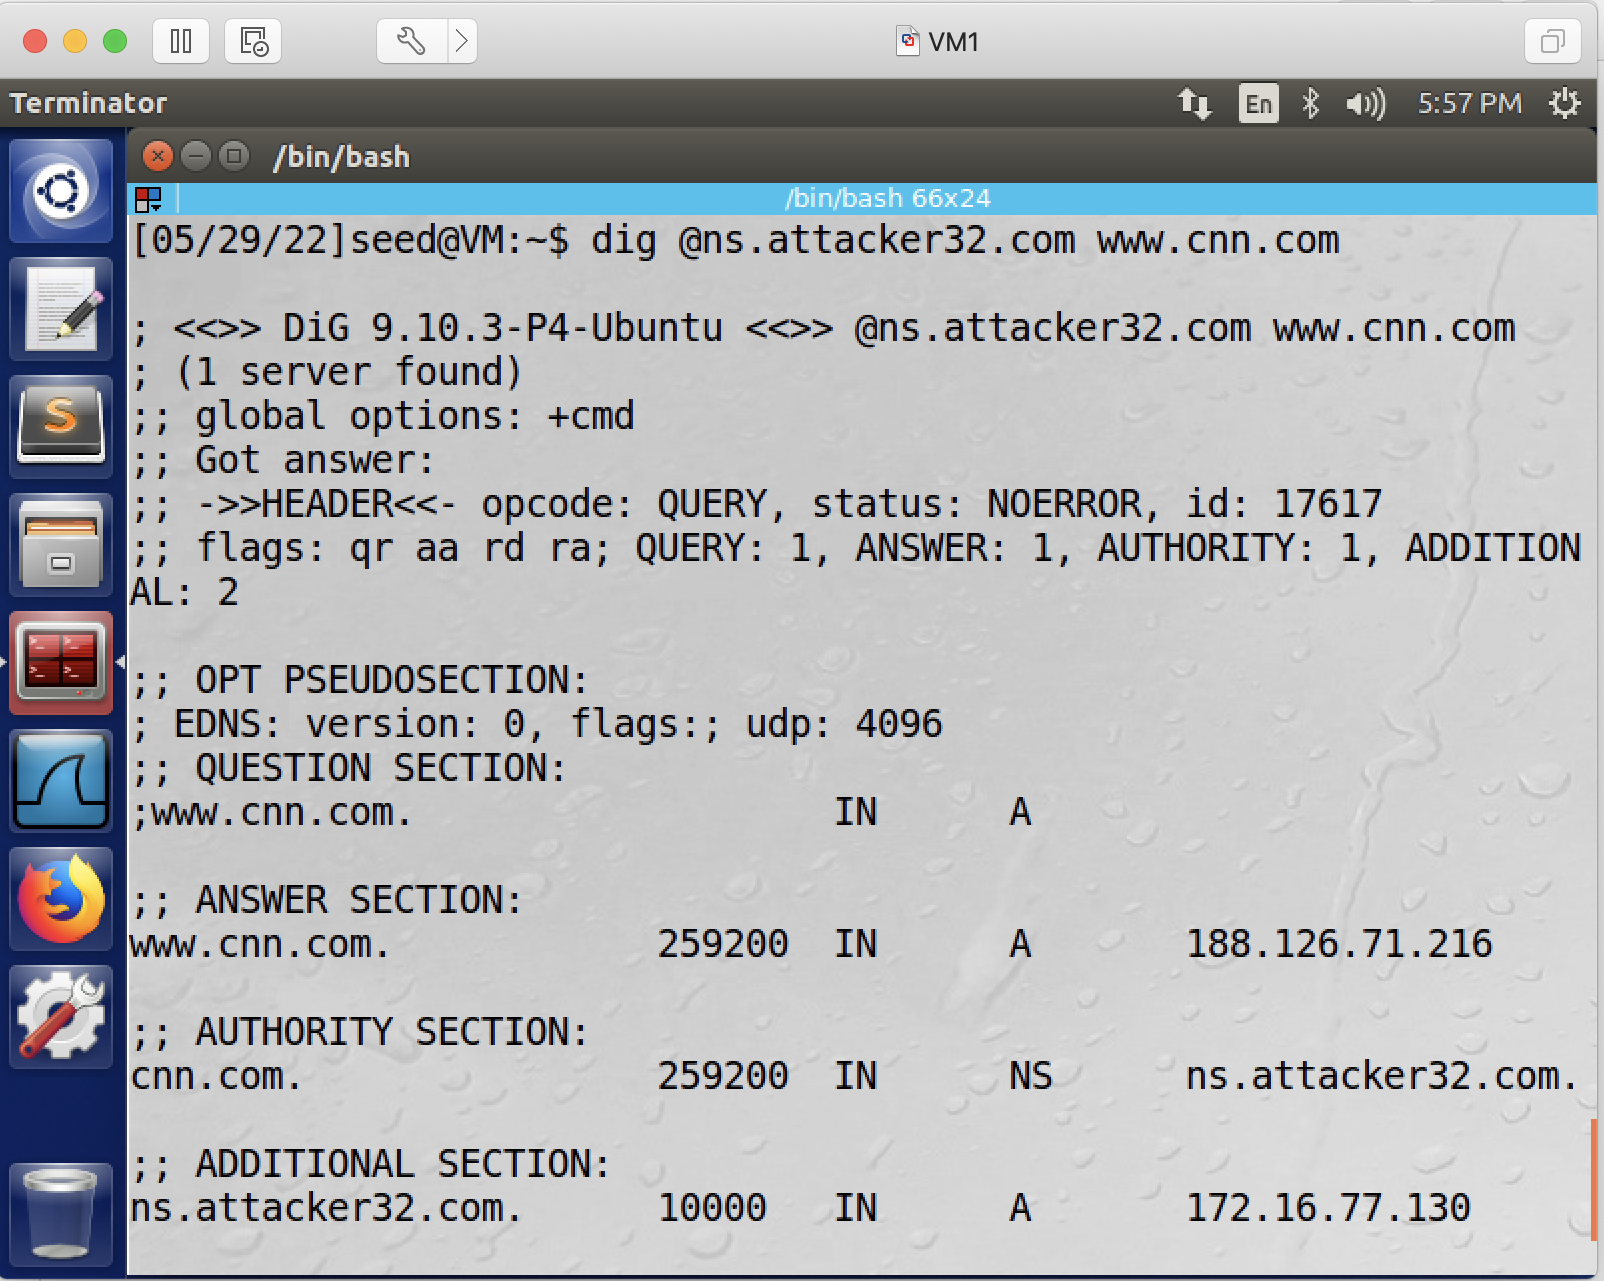 VM1
Terminator
En
5:57 PM
/bin/bash
/bin/bash 66x24
[05/29/22]seed@VM:~$ dig @ns.attacker32.com www.cnn.com
; <<>> DiG 9.10.3-P4-Ubuntu <<>> @ns.attacker32.com www.cnn.com
; (1 server found)
;; global options: +cmd
;; Got answer:
;; ->>HEADER<<- opcode: QUERY, status: NOERROR, id: 17617
;; flags: qr aa rd ra; QUERY: 1, ANSWER: 1, AUTHORITY: 1, ADDITION
AL: 2
;; OPT PSEUDOSECTION:
; EDNS: version: 0, flags:; udp: 4096
;; QUESTION SECTION:
;www.cnn.com. IN A
;; ANSWER SECTION:
www.cnn.com. 259200 IN A 188.126.71.216
;; AUTHORITY SECTION:
cnn.com. 259200 IN NS ns.attacker32.com.
;; ADDITIONAL SECTION:
ns.attacker32.com. 10000 IN A 172.16.77.130